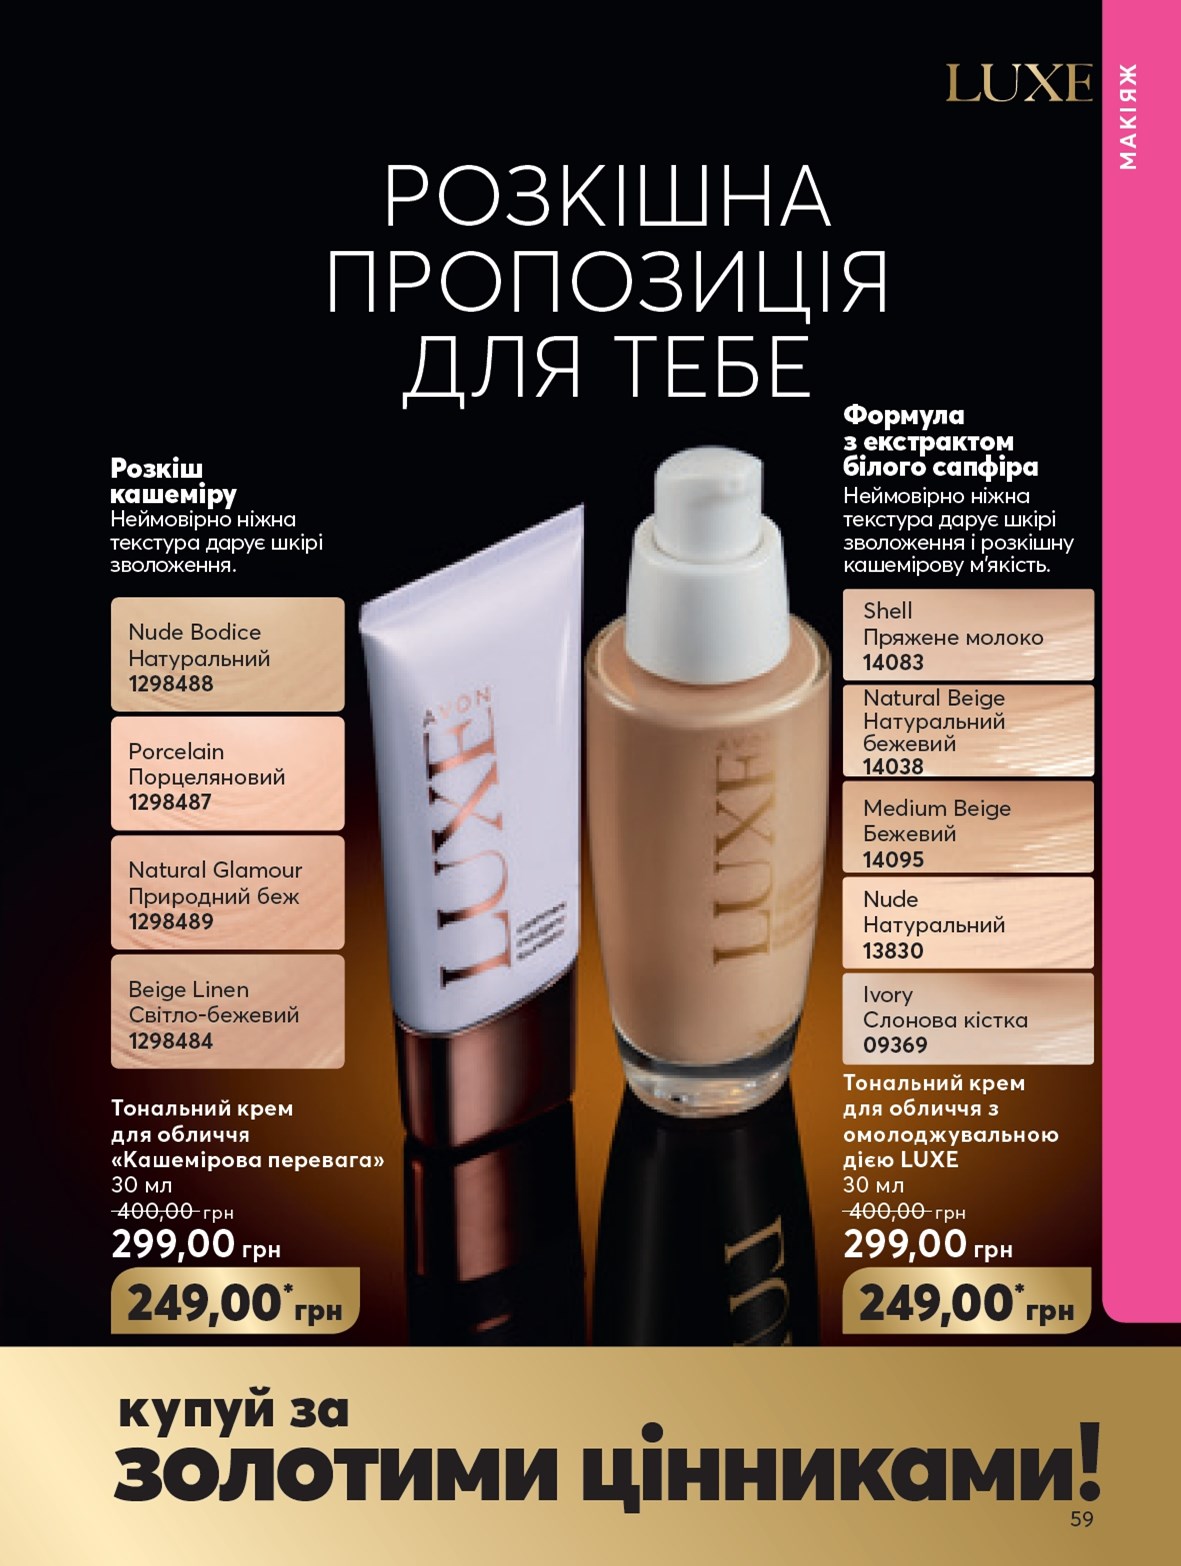 LUXE
МАКІЯЖ
РОЗКІШНА
ПРОПОЗИЦІЯ
ДЛЯ ТЕБЕ
Розкіш
кашеміру
Неймовірно ніжна
текстура дарує шкірі
зволоження.
Nude Bodice
Натуральний
1298488
Porcelain
Порцеляновий
1298487
Natural Glamour
Природний беж
1298489
Beige Linen
Світло-бежевий
1298484
Тональний крем
для обличчя
«Кашемірова перевага»
30 мл
400,00 грн
299,00 грн
249,00* грн
AVON
LUXE
AVON
LUXE
Формула
з екстрактом
білого сапфіра
Неймовірно ніжна
текстура дарує шкірі
зволоження і розкішну
кашемірову м'якість.
Shell
Пряжене молоко
14083
Natural Beige
Натуральний
бежевий
14038
Medium Beige
Бежевий
14095
Nude
Натуральний
13830
Ivory
Слонова кістка
09369
Тональний крем
для обличчя з
омолоджувальною
дією LUXE
30 мл
400,00 грн
299,00 грн
249,00* грн
купуй за
золотими цінниками!
59